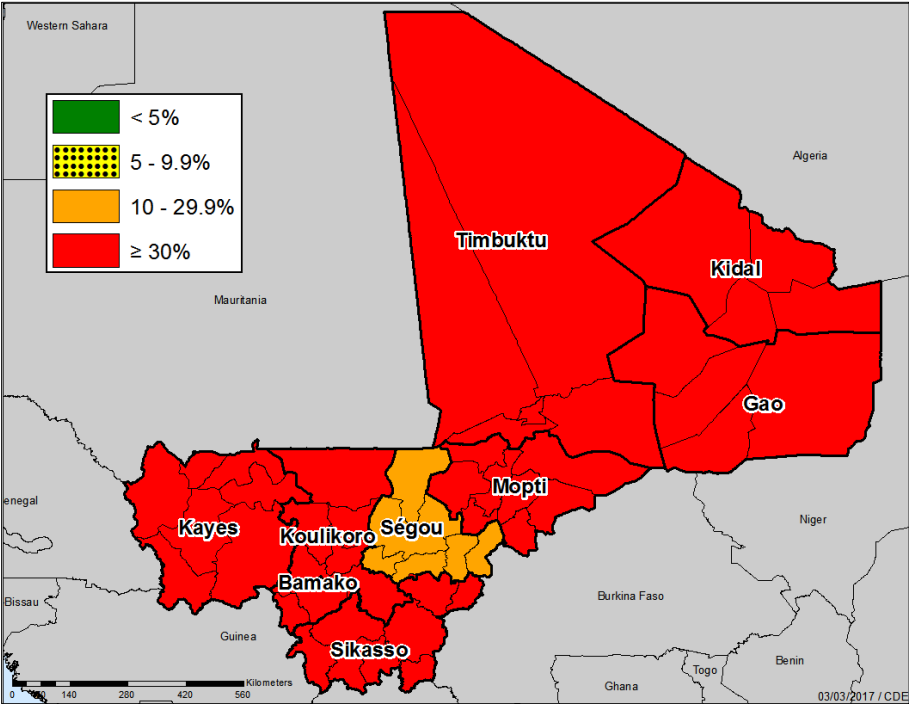 Western Sahara
< 5%
5 - 9.9%
10 - 29.9%
≥ 30%
Algeria
Timbuktu
Kidal
Mauritania
Gao
Mopti
enegal
Kayes
Koulikoro
Ségou
Niger
Bamako
Bissau
Burkina Faso
Guinea
Sikasso
Benin
Togo
Ghana
Kilometers
0 70 140 280 420 560
03/03/2017 / CDE